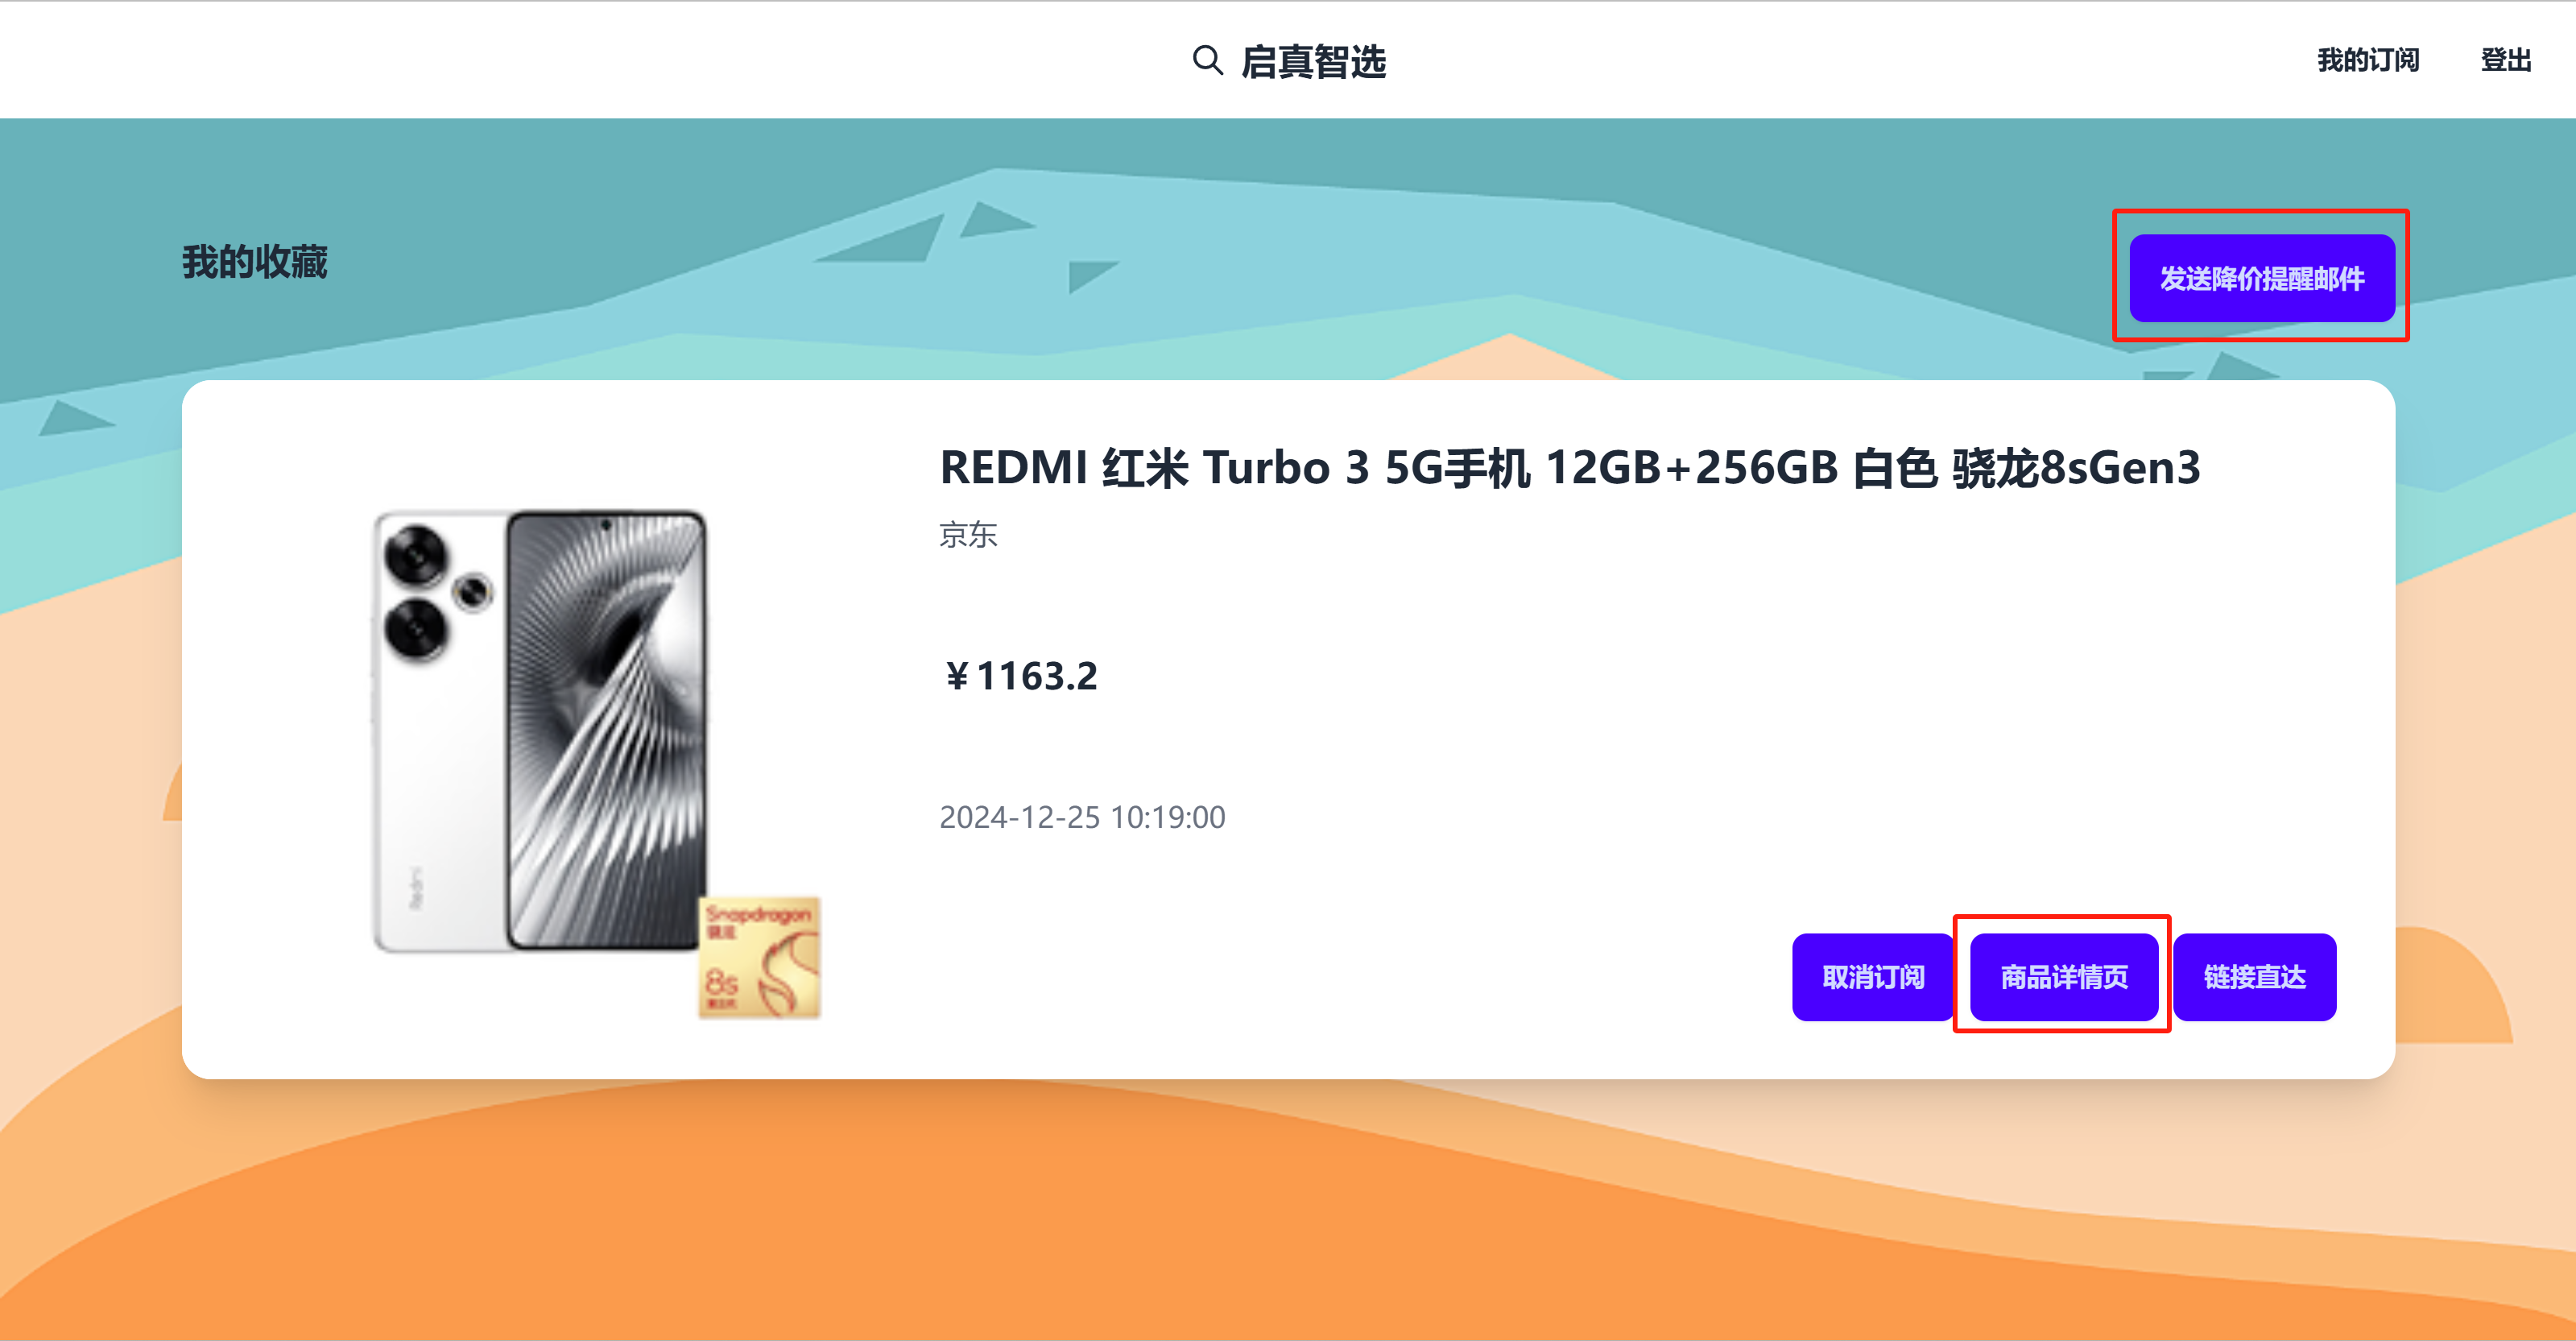 启真智选
我的订阅
登出
我的收藏
发送降价提醒邮件
REDMI 红米 Turbo 3 5G手机 12GB+256GB 白色 骁龙8sGen3
京东
￥1163.2
2024-12-25 10:19:00
Redmi
Snapdragon
骁龙
8s
取消订阅
商品详情页
链接直达